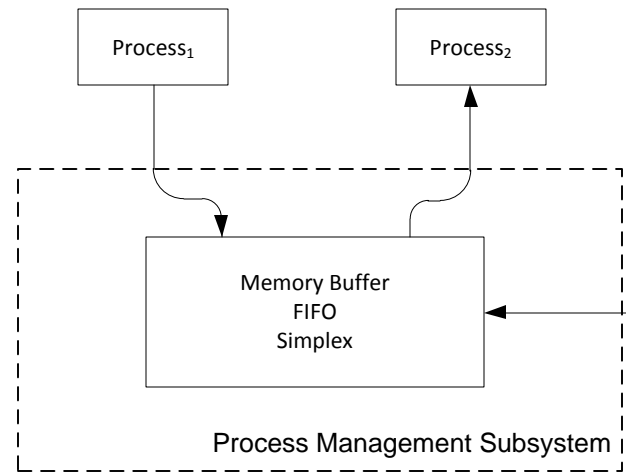 Process₁
Process₂
Memory Buffer
FIFO
Simplex
Process Management Subsystem